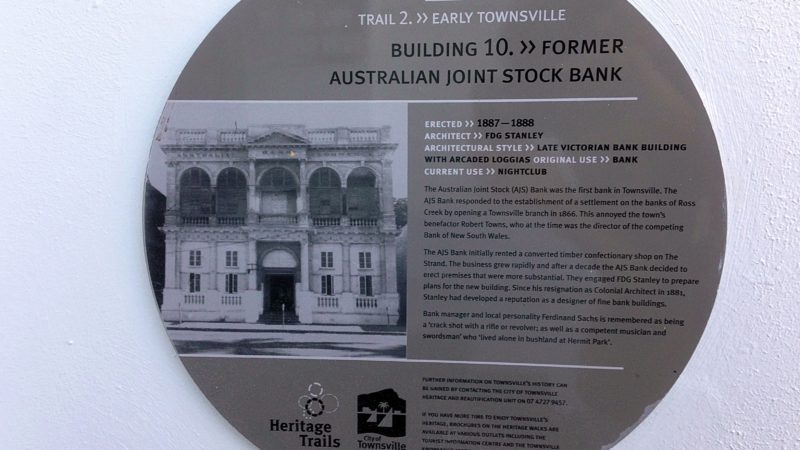 TRAIL 2. >> EARLY TOWNSVILLE
BUILDING 10. >> FORMER
AUSTRALIAN JOINT STOCK BANK
ERECTED >> 1887—1888
ARCHITECT >> FDG STANLEY
ARCHITECTURAL STYLE >> LATE VICTORIAN BANK BUILDING
WITH ARCADED LOGGIAS ORIGINAL USE >> BANK
CURRENT USE >> NIGHTCLUB
The Australian Joint Stock (AJS) Bank was the first bank in Townsville. The
AJS Bank responded to the establishment of a settlement on the banks of Ross
Creek by opening a Townsville branch in 1866. This annoyed the town's
benefactor Robert Towns, who at the time was the director of the competing
Bank of New South Wales.
The AJS Bank initially rented a converted timber confectionary shop on The
Strand. The business grew rapidly and after a decade the AJS Bank decided to
erect premises that were more substantial. They engaged FDG Stanley to prepare
plans for the new building. Since his resignation as Colonial Architect in 1881,
Stanley had developed a reputation as a designer of fine bank buildings.
Bank manager and local personality Ferdinand Sachs is remembered as being
a 'crack shot with a rifle or revolver; as well as a competent musician and
swordsman' who 'lived alone in bushland at Hermit Park'.
FURTHER INFORMATION ON TOWNSVILLE'S HISTORY CAN
BE GAINED BY CONTACTING THE CITY OF TOWNSVILLE
HERITAGE AND BEAUTIFICATION UNIT ON 07 4727 9457.
IF YOU HAVE MORE TIME TO ENJOY TOWNSVILLE'S
HERITAGE, BROCHURES ON THE HERITAGE WALKS ARE
AVAILABLE AT VARIOUS OUTLETS INCLUDING THE
TOURIST INFORMATION CENTRE AND THE TOWNSVILLE
Heritage
Trails
City of
Townsville